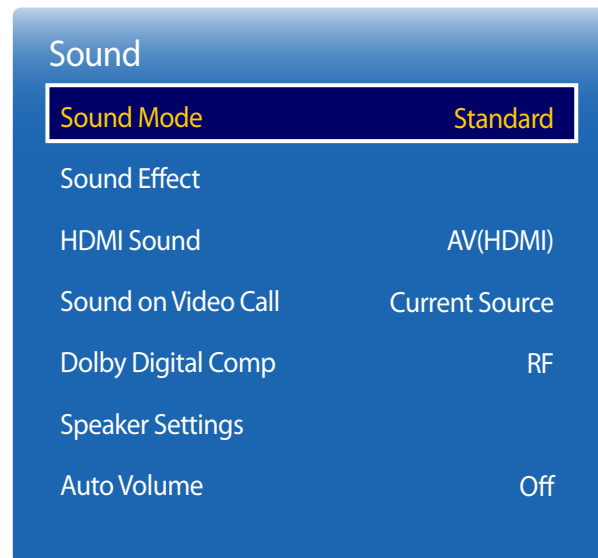 Sound
Sound Mode Standard
Sound Effect
HDMI Sound AV(HDMI)
Sound on Video Call Current Source
Dolby Digital Comp RF
Speaker Settings
Auto Volume Off